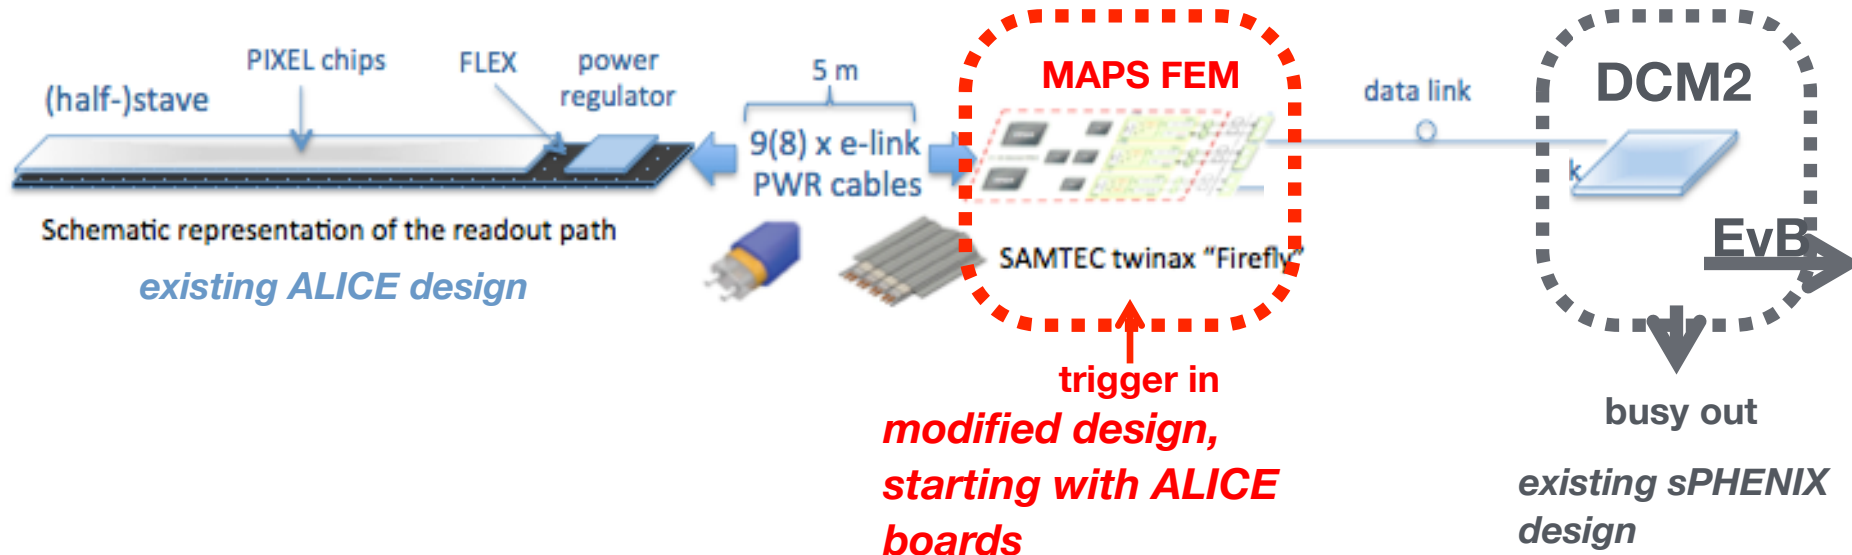 (half-)stave
PIXEL chips
FLEX
power
regulator
5 m
9(8) x e-link
PWR cables
MAPS FEM
data link
DCM2
k
EvB
Schematic representation of the readout path
existing ALICE design
SAMTEC twinax “Firefly”
trigger in
modified design,
starting with ALICE
boards
busy out
existing sPHENIX
design